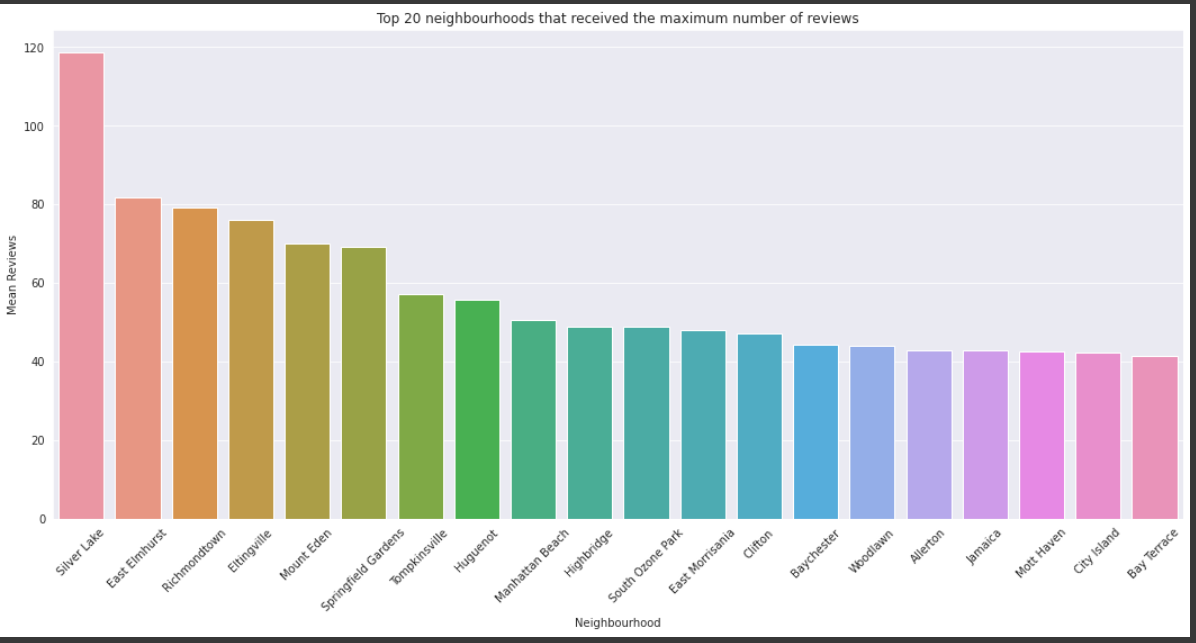 Top 20 neighbourhoods that received the maximum number of reviews
Mean Reviews
120
100
80
60
40
20
0
Silver Lake
East Elmhurst
Richmondtown
Eltingville
Mount Eden
Springfield Gardens
Tompkinsville
Huguenot
Manhattan Beach
Highbridge
South Ozone Park
East Morrisania
Clifton
Baychester
Woodlawn
Allerton
Jamaica
Mott Haven
City Island
Bay Terrace
Neighbourhood